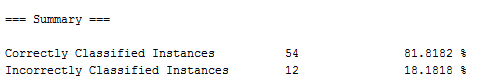 === Summary ===
Correctly Classified Instances 54 81.8182 %
Incorrectly Classified Instances 12 18.1818 %